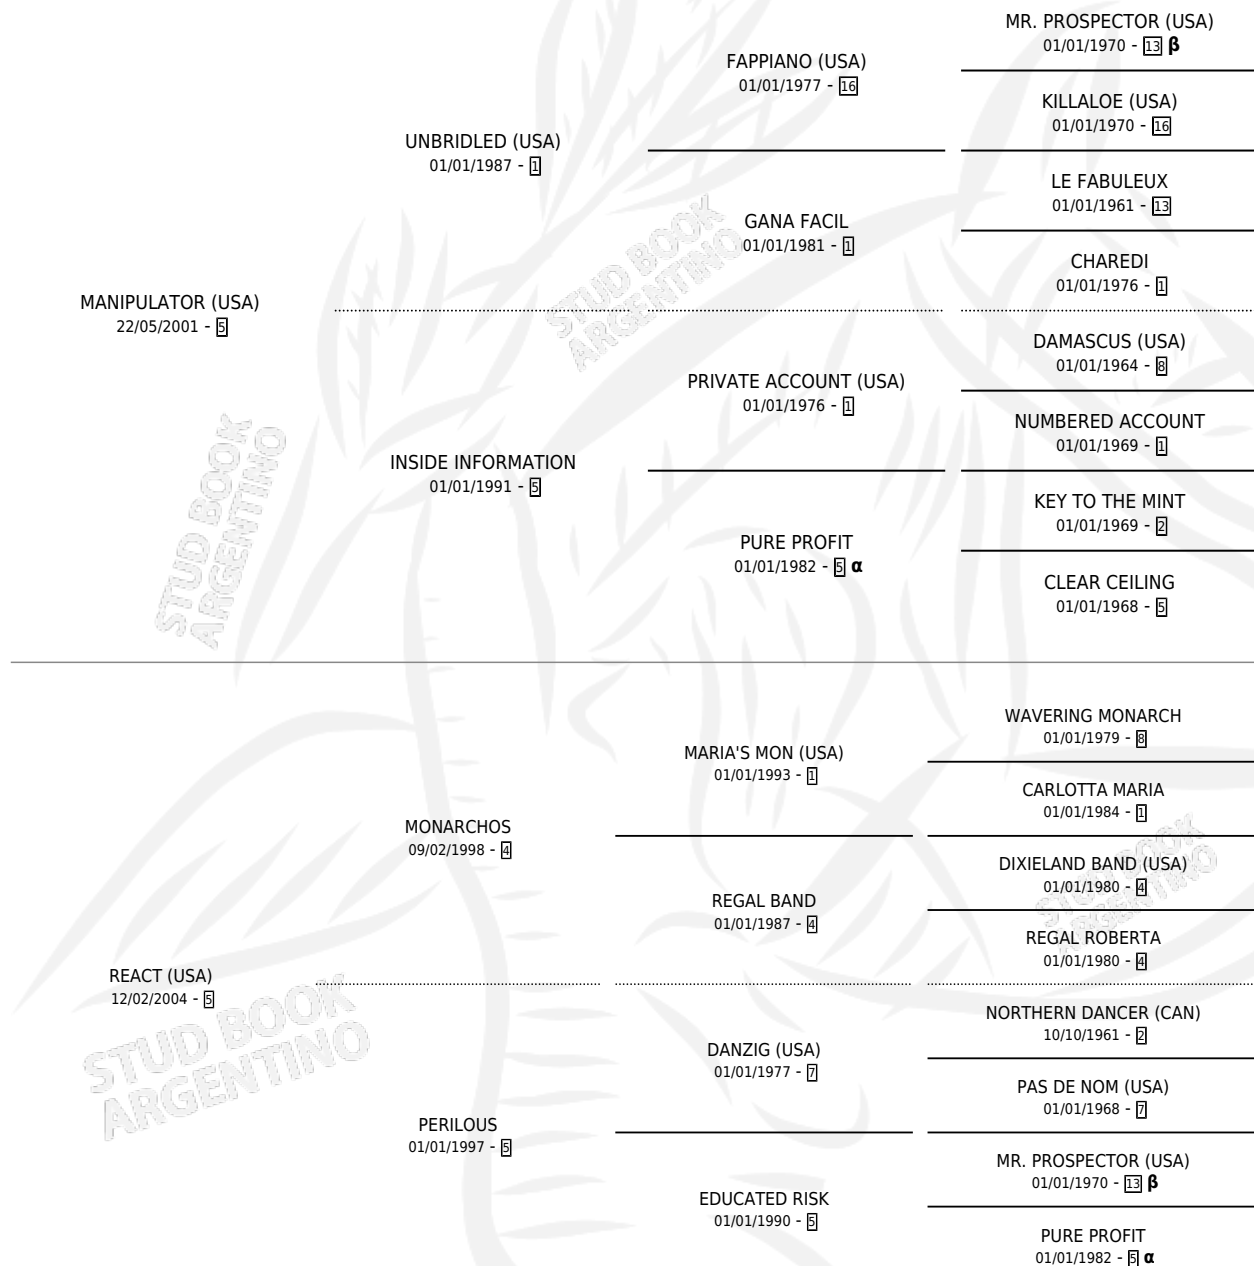 MR. PROSPECTOR (USA)
01/01/1970 - 13 β
FAPPIANO (USA)
01/01/1977 - 16
KILLALOE (USA)
01/01/1970 - 16
UNBRIDLED (USA)
01/01/1987 - 1
LE FABULEUX
01/01/1961 - 13
GANA FACIL
01/01/1981 - 1
CHAREDI
01/01/1976 - 1
MANIPULATOR (USA)
22/05/2001 - 5
DAMASCUS (USA)
01/01/1964 - 8
PRIVATE ACCOUNT (USA)
01/01/1976 - 1
NUMBERED ACCOUNT
01/01/1969 - 1
INSIDE INFORMATION
01/01/1991 - 5
KEY TO THE MINT
01/01/1969 - 2
PURE PROFIT
01/01/1982 - 5 α
CLEAR CEILING
01/01/1968 - 5
WAVERING MONARCH
01/01/1979 - 8
MARIA'S MON (USA)
01/01/1993 - 1
CARLOTTA MARIA
01/01/1984 - 1
MONARCHOS
09/02/1998 - 4
DIXIELAND BAND (USA)
01/01/1980 - 4
REGAL BAND
01/01/1987 - 4
REGAL ROBERTA
01/01/1980 - 4
REACT (USA)
12/02/2004 - 5
NORTHERN DANCER (CAN)
10/10/1961 - 2
DANZIG (USA)
01/01/1977 - 7
PAS DE NOM (USA)
01/01/1968 - 7
PERILOUS
01/01/1997 - 5
MR. PROSPECTOR (USA)
01/01/1970 - 13 β
EDUCATED RISK
01/01/1990 - 5
PURE PROFIT
01/01/1982 - 5 α
STUD BOOK
ARGENTINO
STUD BOOK
ARGENTINO
STUD BOOK
ARGENTINO
STUD BOOK
ARGENTINO